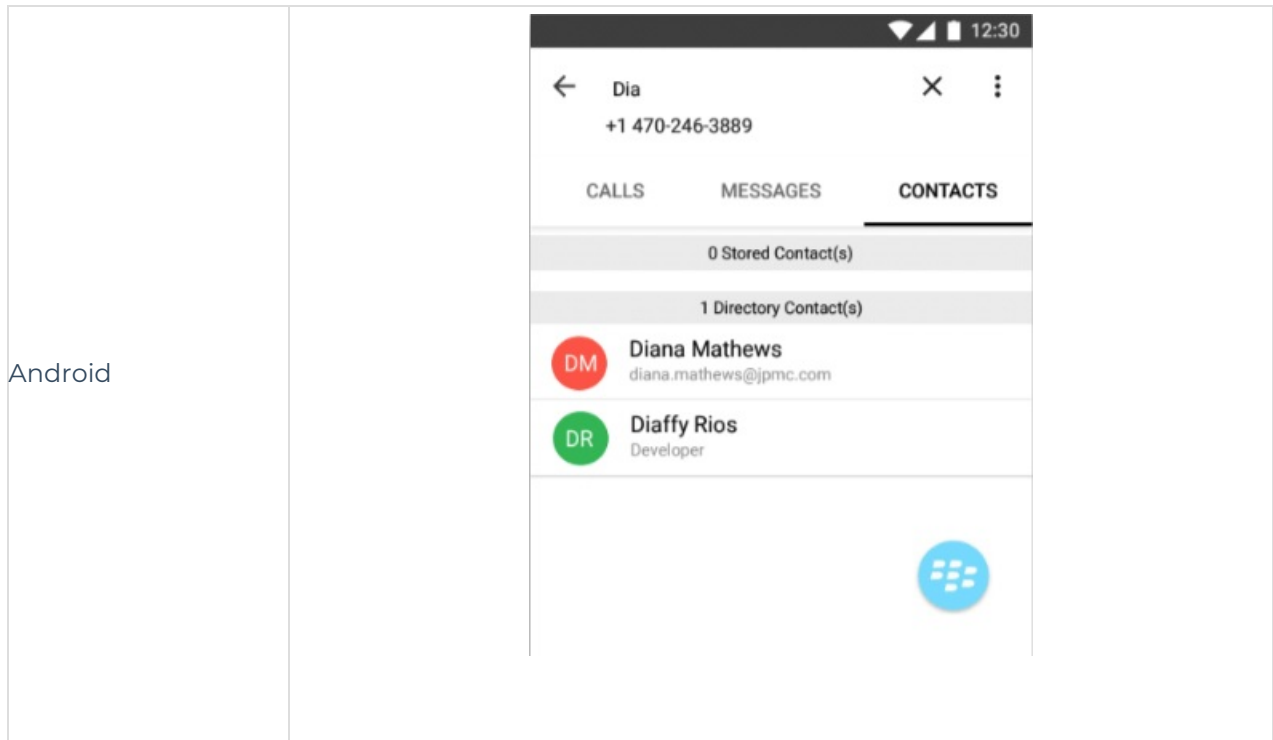 12:30
Dia
+1 470-246-3889
CALLS MESSAGES CONTACTS
0 Stored Contact(s)
1 Directory Contact(s)
DM Diana Mathews
diana.mathews@jpmc.com
Android
DR Diaffy Rios
Developer